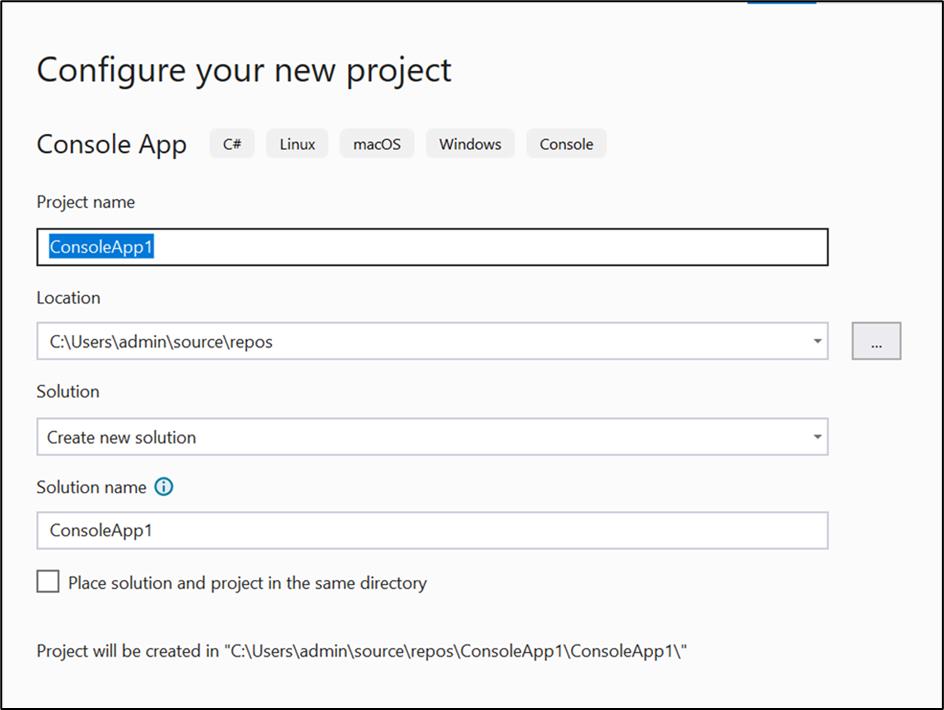 Configure your new project
Console App C# Linux macOS Windows Console
Project name
ConsoleApp1
Location
C:\Users\admin\source\repos
...
Solution
Create new solution
Solution name
ConsoleApp1
Place solution and project in the same directory
Project will be created in "C:\Users\admin\source\repos\ConsoleApp1\ConsoleApp1\"